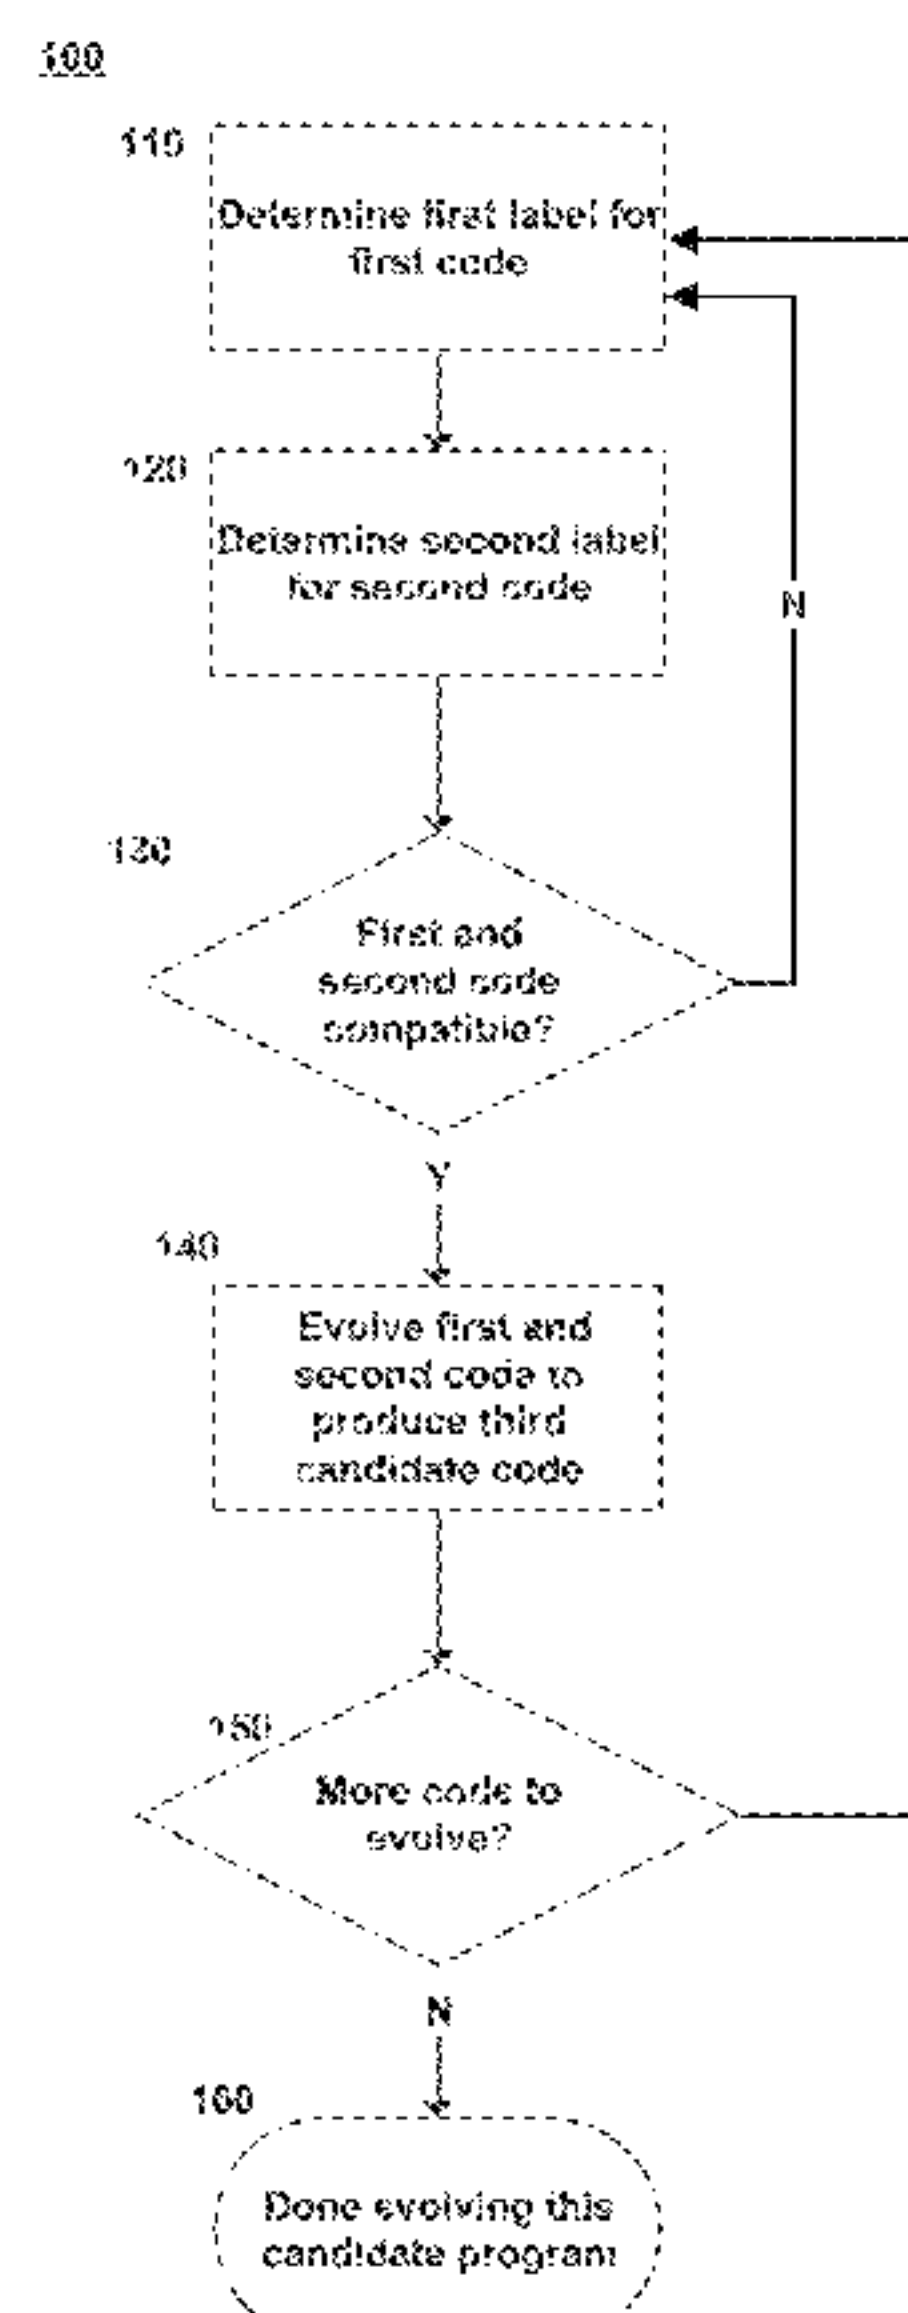 100
110
Determine first label for
first code
120
Determine second label
for second code
N
130
First and
second code
compatible?
Y
140
Evolve first and
second code to
produce third
candidate code
150
More code to
evolve?
N
160
Done evolving this
candidate program